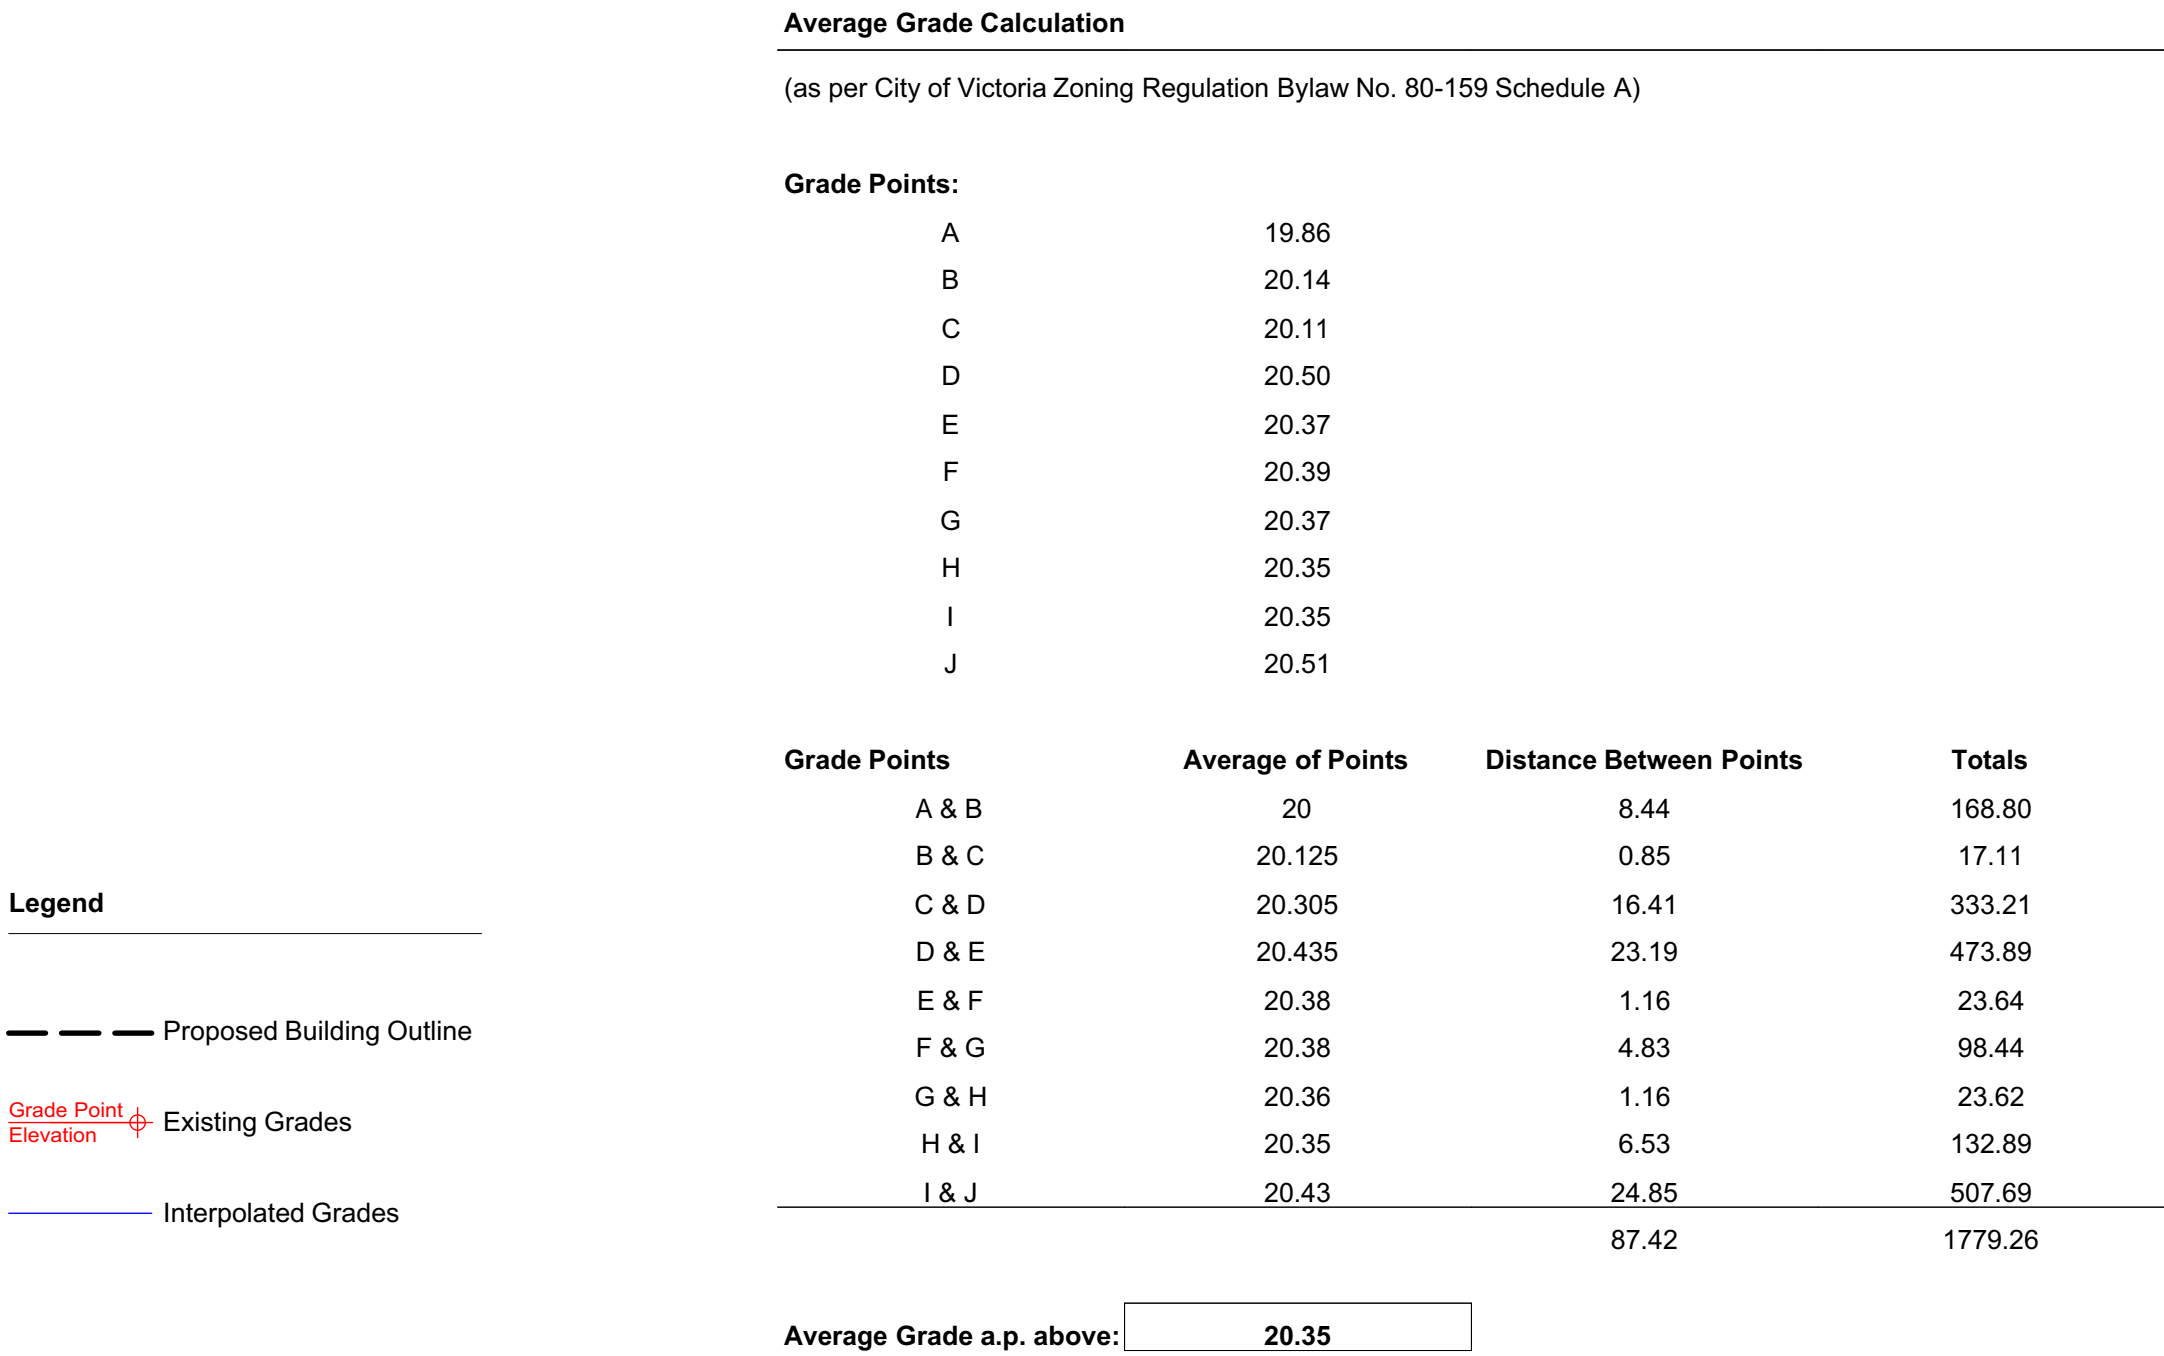 Average Grade Calculation
(as per City of Victoria Zoning Regulation Bylaw No. 80-159 Schedule A)
Grade Points:
A 19.86
B 20.14
C 20.11
D 20.50
E 20.37
F 20.39
G 20.37
H 20.35
I 20.35
J 20.51
Grade Points Average of Points Distance Between Points Totals
A & B 20 8.44 168.80
B & C 20.125 0.85 17.11
C & D 20.305 16.41 333.21
D & E 20.435 23.19 473.89
E & F 20.38 1.16 23.64
F & G 20.38 4.83 98.44
G & H 20.36 1.16 23.62
H & I 20.35 6.53 132.89
I & J 20.43 24.85 507.69
87.42 1779.26
Average Grade a.p. above: 20.35
Legend
Proposed Building Outline
Grade Point
Elevation
Existing Grades
Interpolated Grades